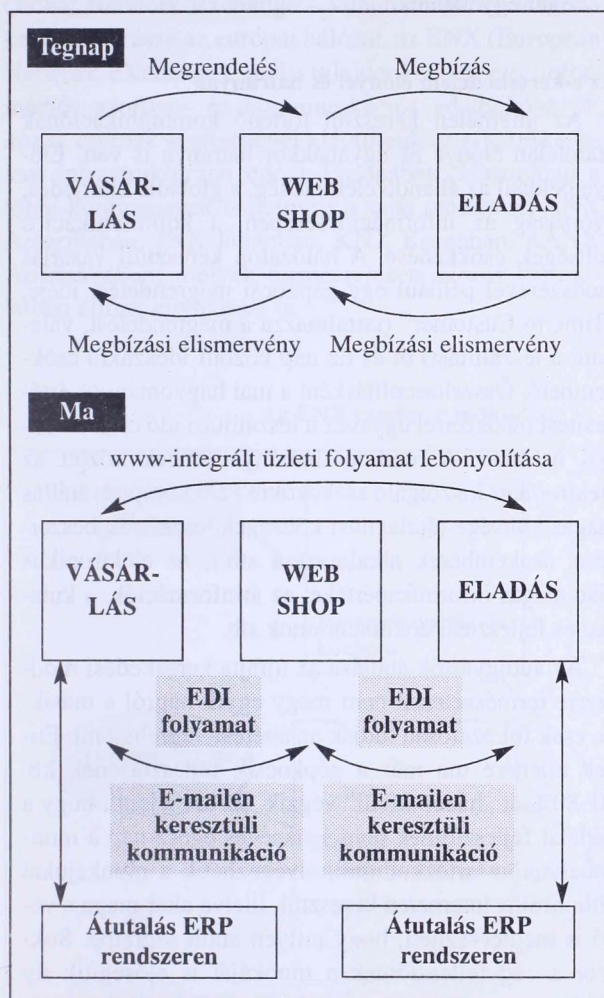 Tegnap
Megrendelés
Megbízás
VÁSÁR-
LÁS
WEB
SHOP
ELADÁS
Megbízási elismervény
Megbízási elismervény
Ma
www-integrált üzleti folyamat lebonyolítása
VÁSÁR-
LÁS
WEB
SHOP
ELADÁS
EDI
folyamat
EDI
folyamat
E-mailen
keresztüli
kommunikáció
E-mailen
keresztüli
kommunikáció
Átutalás ERP
rendszeren
Átutalás ERP
rendszeren